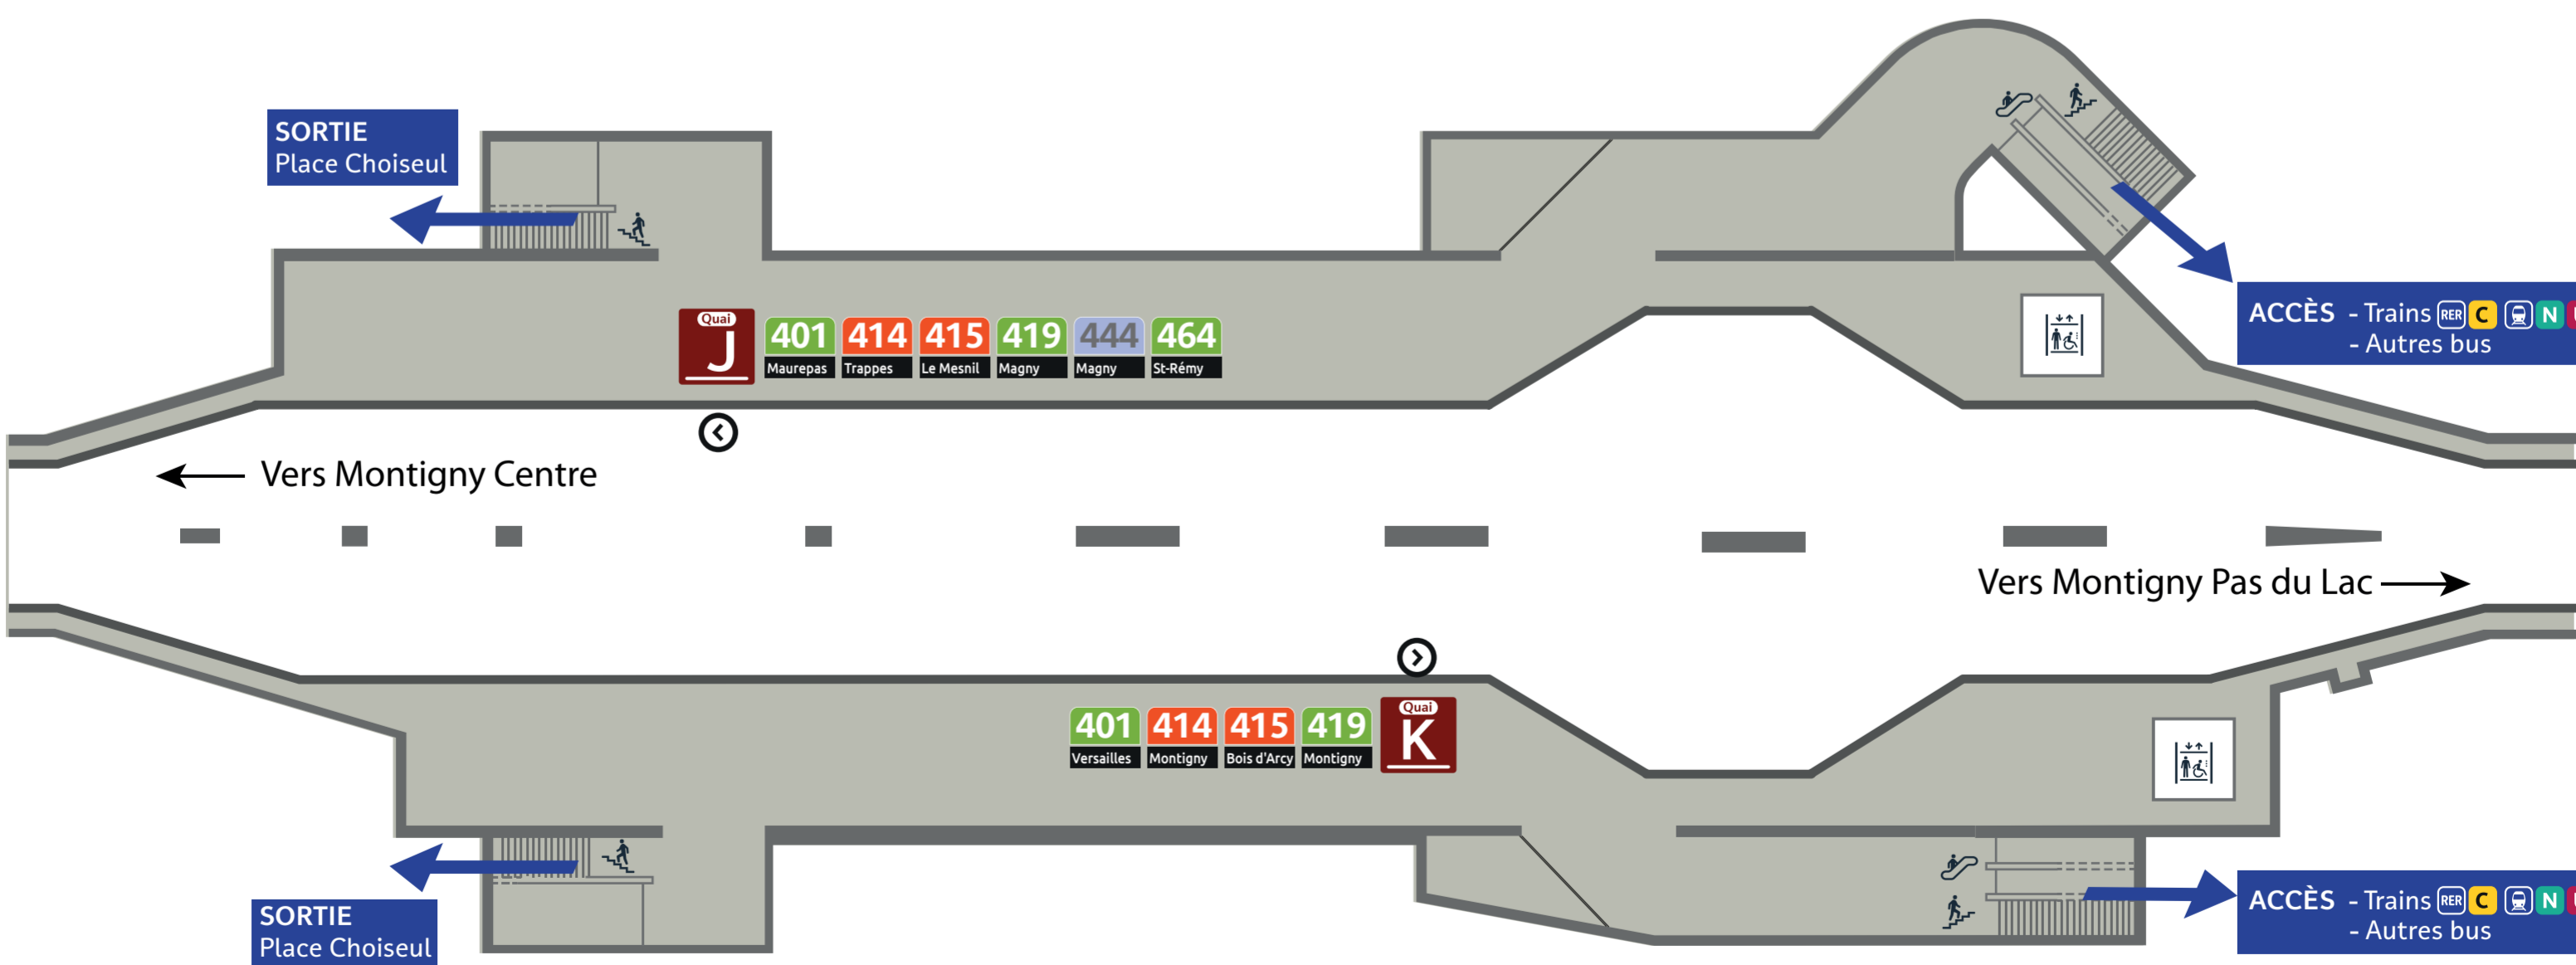 SORTIE
Place Choiseul
Quai
J
401 414 415 419 444 464
Maurepas Trappes Le Mesnil Magny Magny St-Rémy
ACCÈS - Trains RER C N
- Autres bus
Vers Montigny Centre
Vers Montigny Pas du Lac
401 414 415 419
Versailles Montigny Bois d'Arcy Montigny
Quai
K
SORTIE
Place Choiseul
ACCÈS - Trains RER C N
- Autres bus